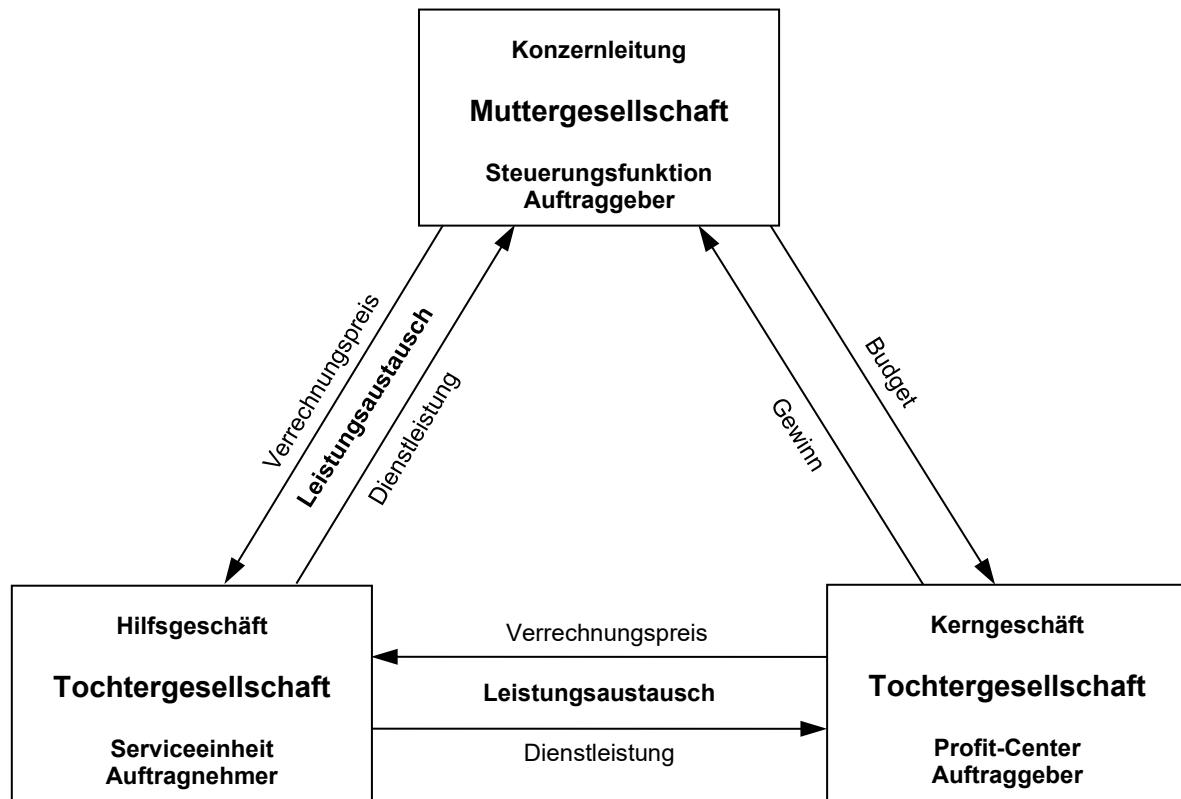 Konzernleitung
Muttergesellschaft
Steuerungsfunktion
Auftraggeber
Verrechnungspreis
Leistungsaustausch
Dienstleistung
Gewinn
Budget
Hilfsgeschäft
Tochtergesellschaft
Serviceeinheit
Auftragnehmer
Verrechnungspreis
Leistungsaustausch
Dienstleistung
Kerngeschäft
Tochtergesellschaft
Profit-Center
Auftraggeber